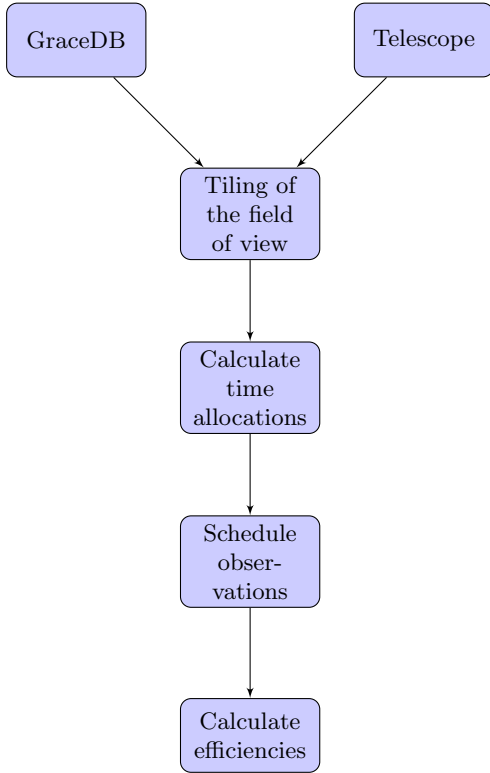 GraceDB
Telescope
Tiling of
the field
of view
Calculate
time
allocations
Schedule
obser-
vations
Calculate
efficiencies